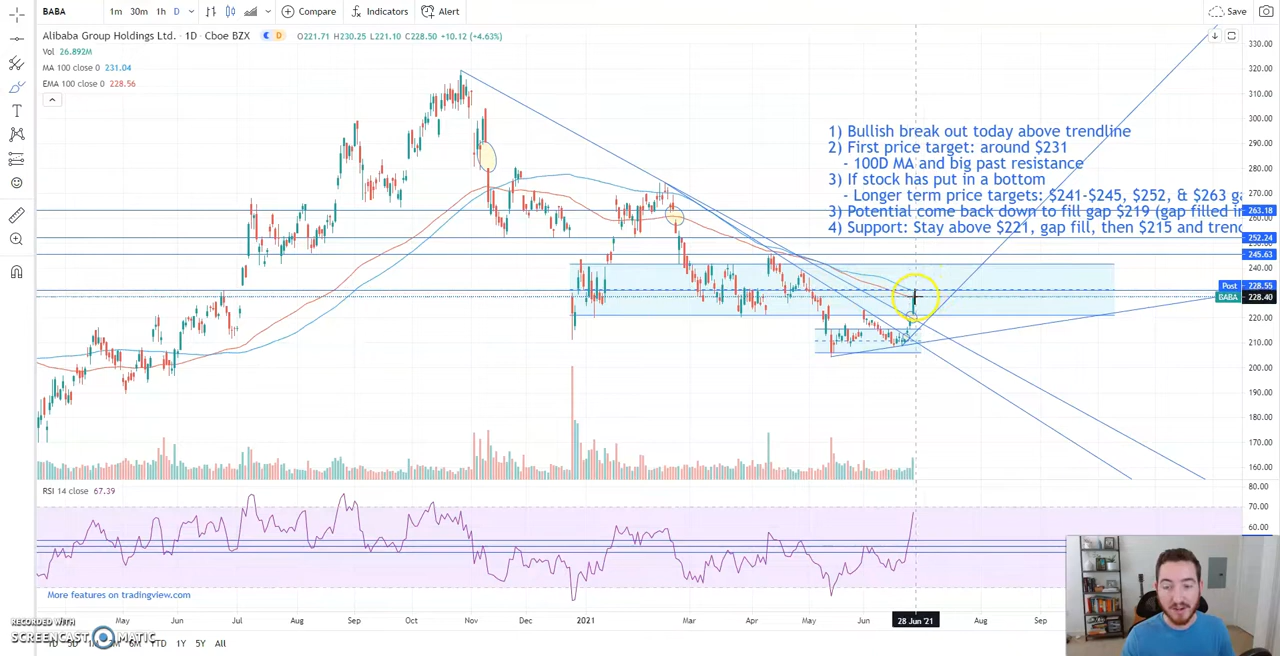 BABA
1m 30m 1h D
Compare
Indicators
Alert
Save
Alibaba Group Holdings Ltd. · 1D · Cboe BZX
D
O221.71 H230.25 L221.10 C228.50 +10.12 (+4.63%)
Vol 26.892M
MA 100 close 0 231.04
EMA 100 close 0 228.56
1) Bullish break out today above trendline
2) First price target: around $231
- 100D MA and big past resistance
3) If stock has put in a bottom
- Longer term price targets: $241-$245, $252, & $263 ga
3) Potential come back down to fill gap $219 (gap filled in
4) Support: Stay above $221, gap fill, then $215 and trend
330.00
320.00
310.00
300.00
290.00
280.00
270.00
263.18
252.24
245.63
240.00
Post 228.55
BABA 228.40
220.00
210.00
200.00
190.00
180.00
170.00
160.00
RSI 14 close 67.39
80.00
70.00
60.00
More features on tradingview.com
May Jun Jul Aug Sep Oct Nov Dec 2021 Mar Apr May Jun 28 Jun '21 Aug Sep
RECORDED WITH
SCREENCAST MATIC
1D 5D 1M 3M 6M YTD 1Y 5Y All